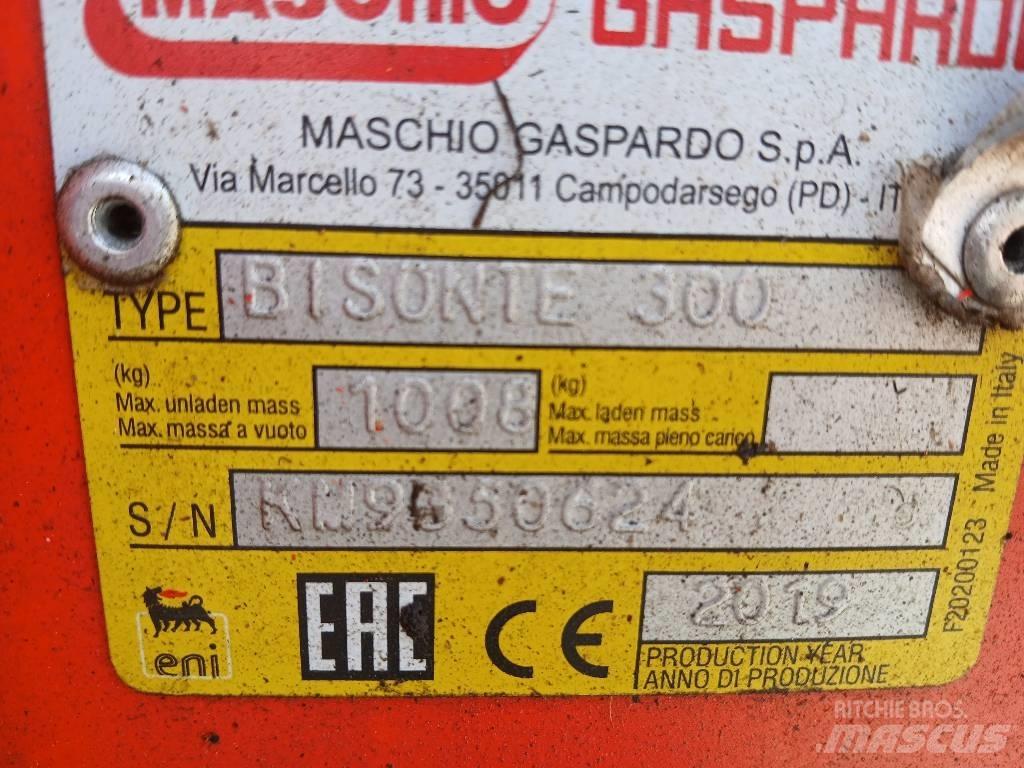 MASCHIO GASPARDO
MASCHIO GASPARDO S.p.A.
Via Marcello 73 - 35011 Campodarsego (PD) - IT
TYPE BISONTE 300
(kg)
Max. unladen mass
Max. massa a vuoto
1008
(kg)
Max. laden mass
Max. massa pieno carico
S/N
2019
PRODUCTION YEAR
ANNO DI PRODUZIONE
eni
EAC
CE
F20200123 Made in Italy
RITCHIE BROS.
MASCUS